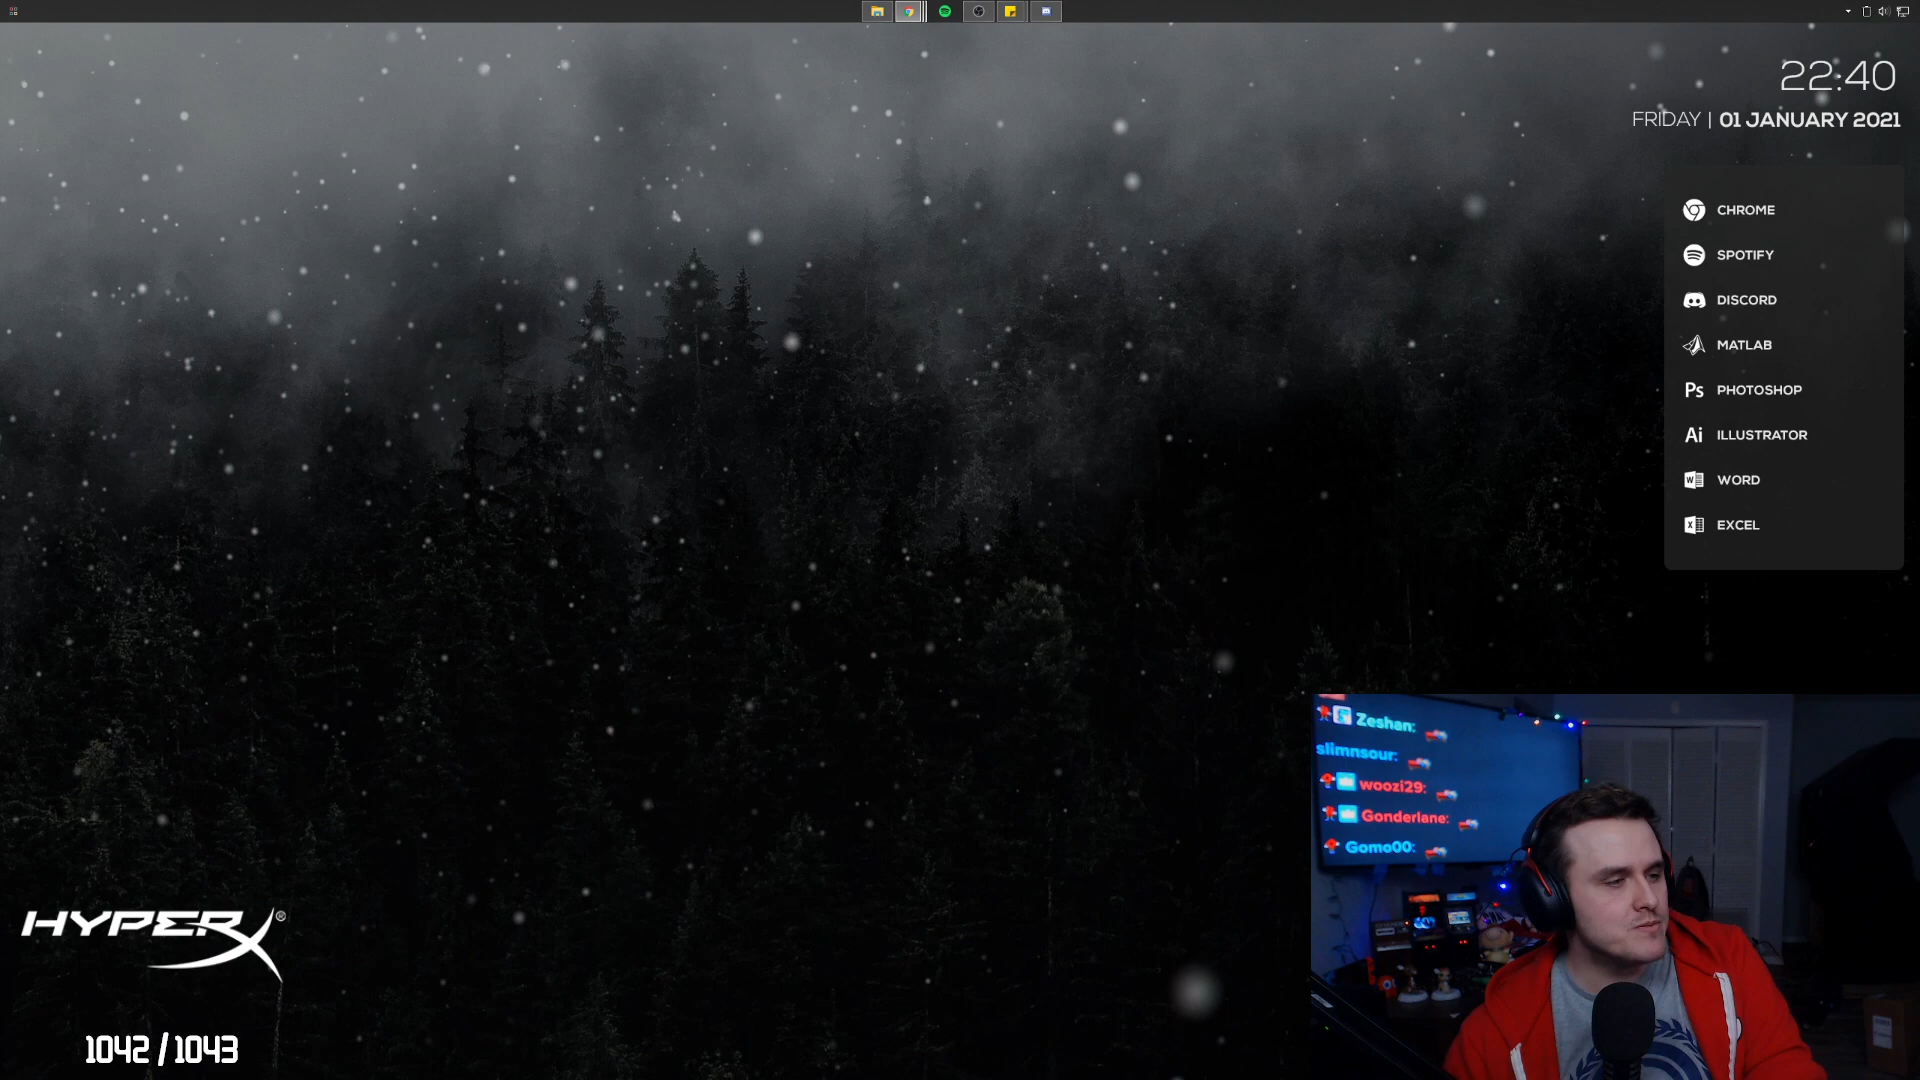 22:40
FRIDAY | 01 JANUARY 2021
CHROME
SPOTIFY
DISCORD
MATLAB
Ps PHOTOSHOP
Ai ILLUSTRATOR
WORD
EXCEL
Zeshan:
slimnsour:
woozi29:
Gonderlane:
Gomo00:
HYPERX®
1042 / 1043